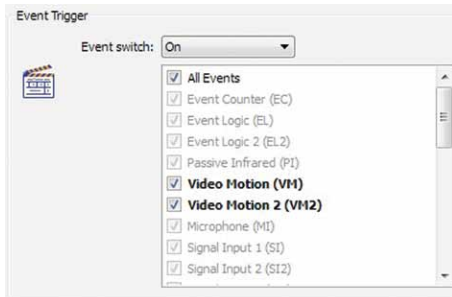 Event Trigger
Event switch: On
All Events
Event Counter (EC)
Event Logic (EL)
Event Logic 2 (EL2)
Passive Infrared (PI)
Video Motion (VM)
Video Motion 2 (VM2)
Microphone (MI)
Signal Input 1 (SI)
Signal Input 2 (SI2)